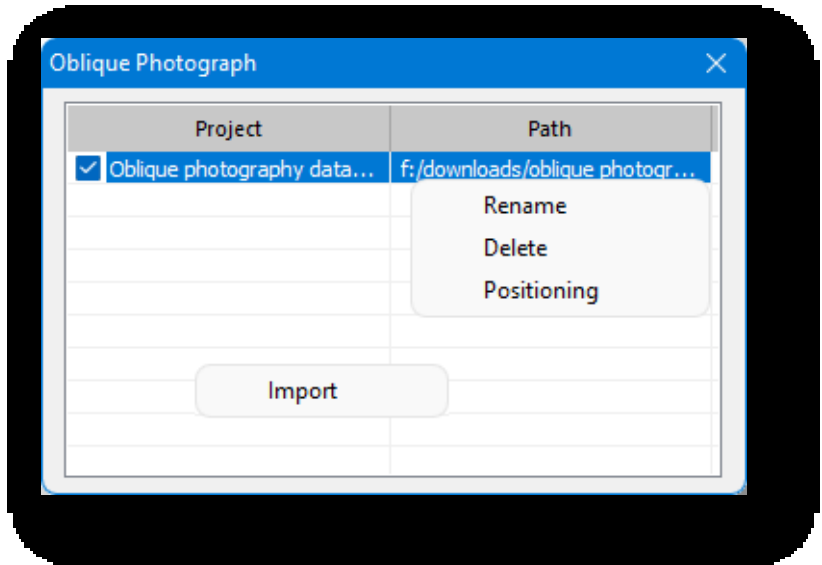 Oblique Photograph
Project Path
Oblique photography data... f:/downloads/oblique photogr...
Rename
Delete
Positioning
Import